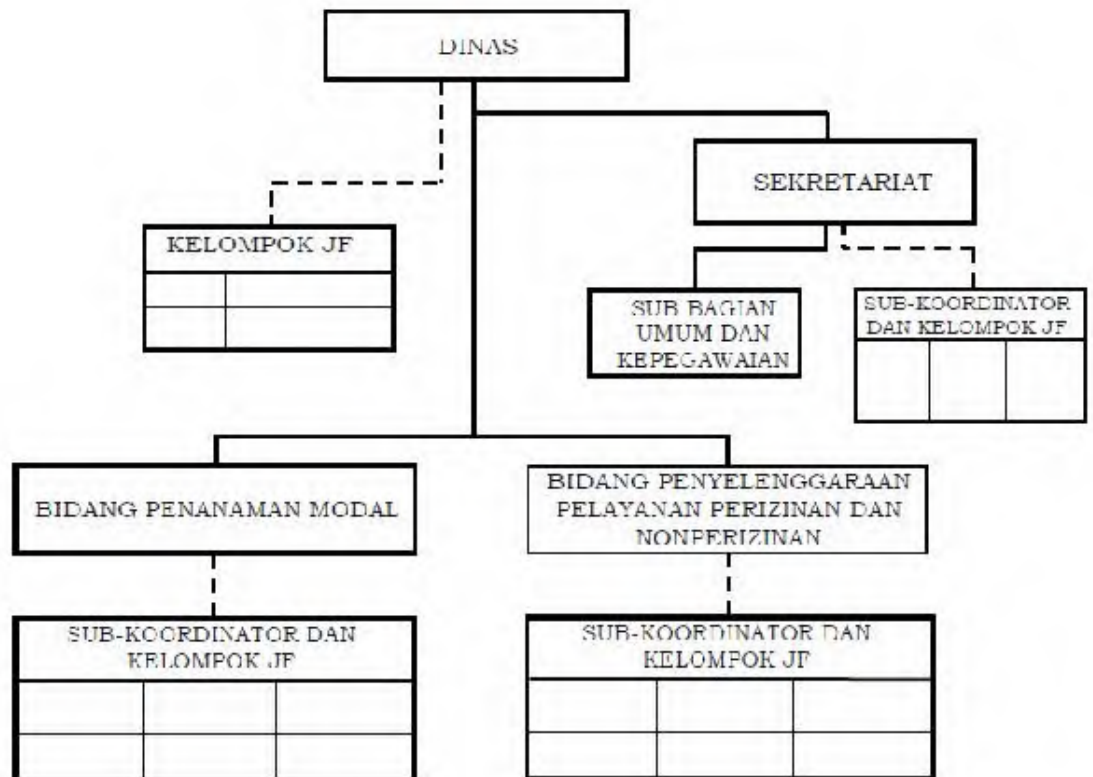 DINAS
SEKRETARIAT
KELOMPOK JF
SUB BAGIAN
UMUM DAN
KEPEGAWAIAN
SUB-KOORDINATOR
DAN KELOMPOK JF
BIDANG PENANAMAN MODAL
BIDANG PENYELENGGARAAN
PELAYANAN PERIZINAN DAN
NONPERIZINAN
SUB-KOORDINATOR DAN
KELOMPOK JF
SUB-KOORDINATOR DAN
KELOMPOK JF